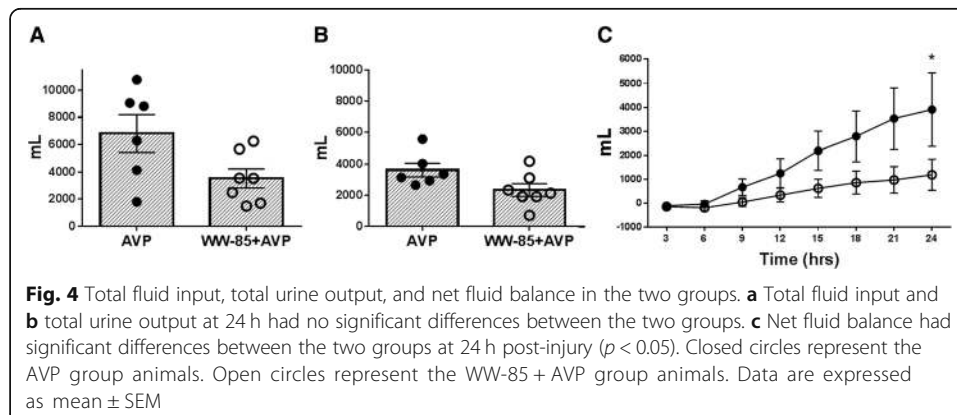 A
B
C
mL
10000
8000
6000
4000
2000
0
AVP
WW-85+AVP
mL
10000
8000
6000
4000
2000
0
AVP
WW-85+AVP
mL
6000
5000
4000
3000
2000
1000
0
-1000
*
3 6 9 12 15 18 21 24
Time (hrs)
Fig. 4 Total fluid input, total urine output, and net fluid balance in the two groups. a Total fluid input and
b total urine output at 24 h had no significant differences between the two groups. c Net fluid balance had
significant differences between the two groups at 24 h post-injury (p < 0.05). Closed circles represent the
AVP group animals. Open circles represent the WW-85 + AVP group animals. Data are expressed
as mean ± SEM